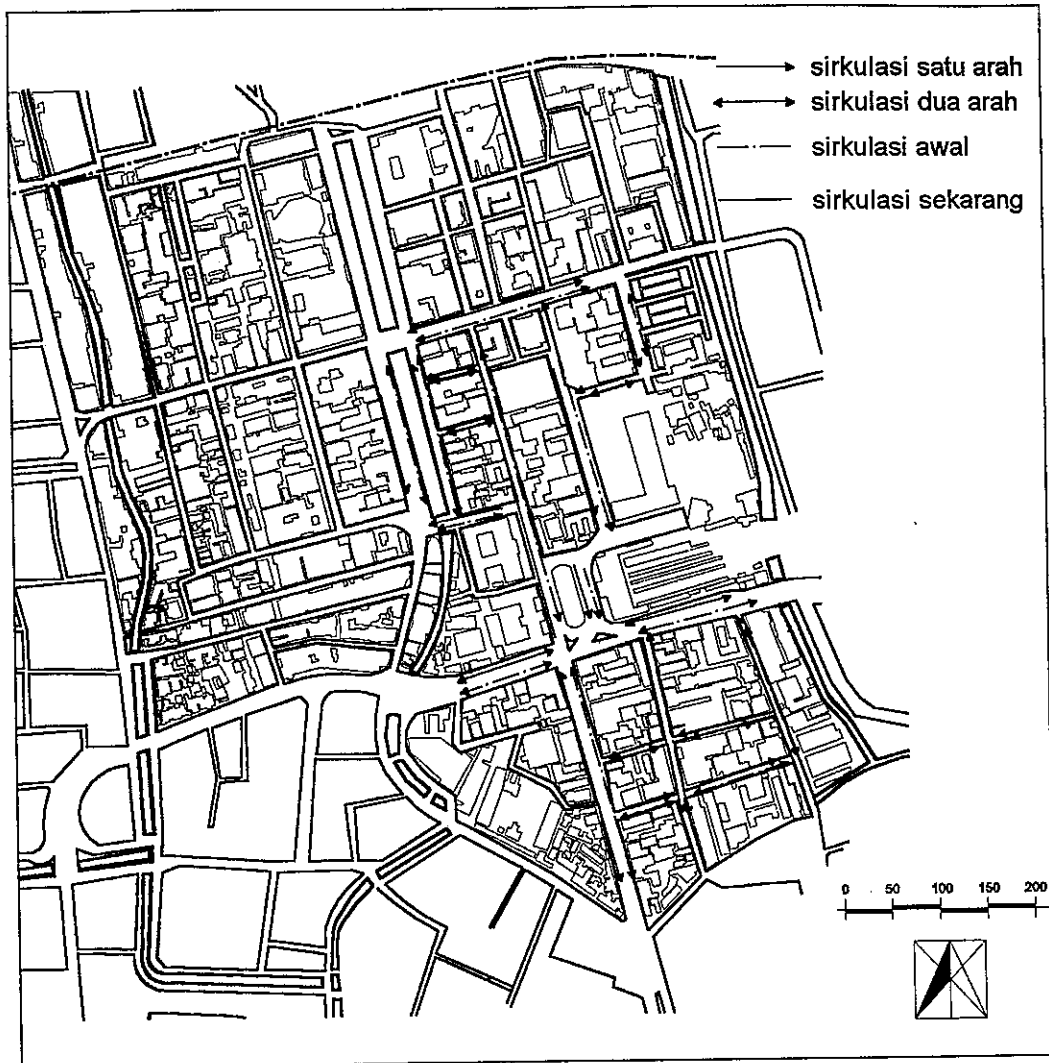 sirkulasi satu arah
sirkulasi dua arah
sirkulasi awal
sirkulasi sekarang
0 50 100 150 200